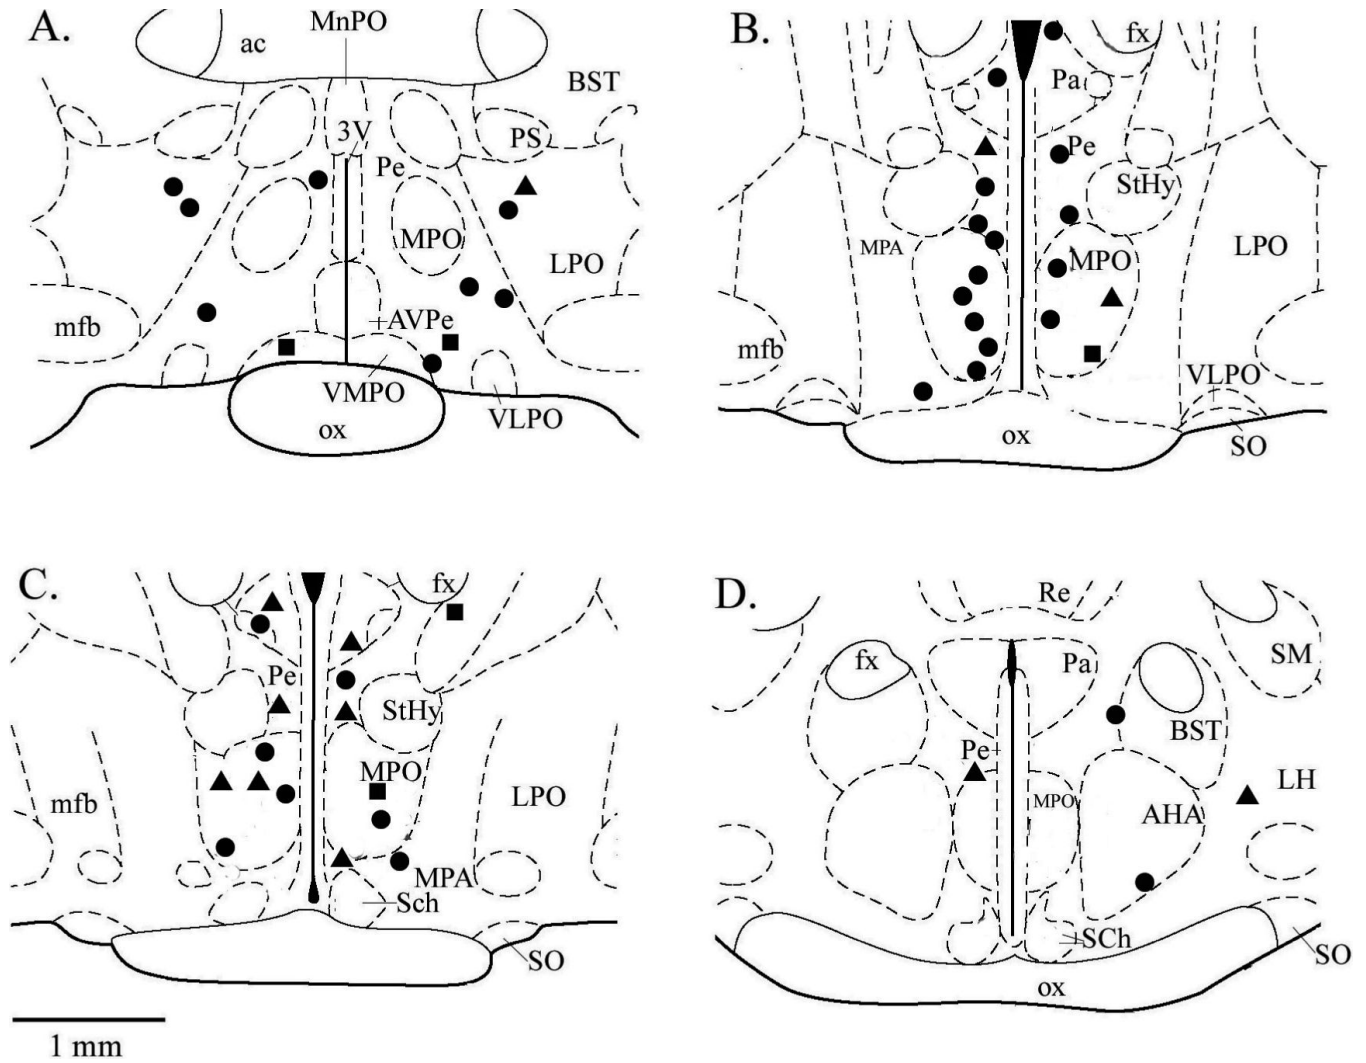 A.
MnPO
ac
BST
3V
PS
Pe
MPO
LPO
mfb
AVPe
VMPO
VLPO
ox
B.
fx
Pa
Pe
StHy
MPA
MPO
LPO
mfb
VLPO
ox
SO
C.
fx
Pe
StHy
MPO
mfb
LPO
MPA
Sch
SO
1 mm
D.
Re
fx
Pa
SM
BST
Pe
LH
MPO
AHA
SCh
SO
ox